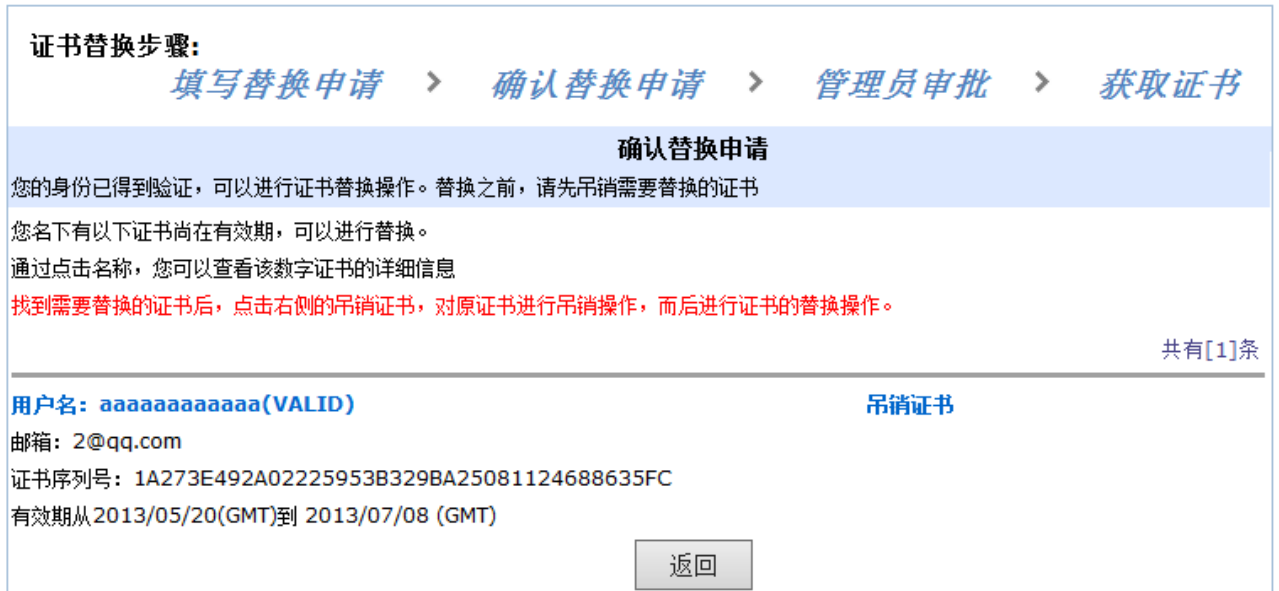 证书替换步骤:
填写替换申请 > 确认替换申请 > 管理员审批 > 获取证书
确认替换申请
您的身份已得到验证，可以进行证书替换操作。替换之前，请先吊销需要替换的证书
您名下有以下证书尚在有效期，可以进行替换。
通过点击名称，您可以查看该数字证书的详细信息
找到需要替换的证书后，点击右侧的吊销证书，对原证书进行吊销操作，而后进行证书的替换操作。
共有[1]条
用户名: aaaaaaaaaaaa(VALID) 吊销证书
邮箱: 2@qq.com
证书序列号: 1A273E492A02225953B329BA25081124688635FC
有效期从2013/05/20(GMT)到 2013/07/08 (GMT)
返回